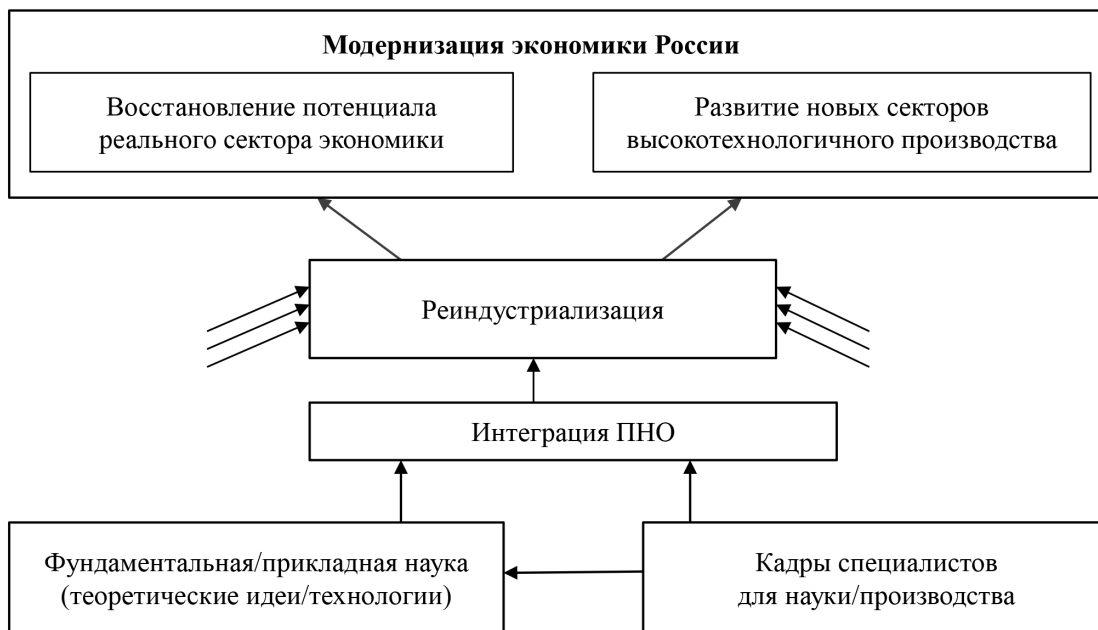 Модернизация экономики России
Восстановление потенциала
реального сектора экономики
Развитие новых секторов
высокотехнологичного производства
Реиндустриализация
Интеграция ПНО
Фундаментальная/прикладная наука
(теоретические идеи/технологии)
Кадры специалистов
для науки/производства